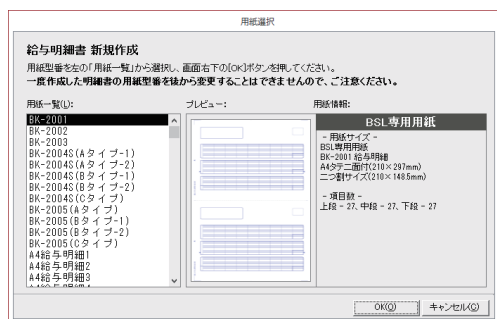 用紙選択
給与明細書 新規作成
用紙型番を左の「用紙一覧」から選択し、画面右下の[OK]ボタンを押してください。
一度作成した明細書の用紙型番を後から変更することはできませんので、ご注意ください。
用紙一覧(L):
BK-2001
BK-2002
BK-2003
BK-2004S(Aタイプ-1)
BK-2004S(Aタイプ-2)
BK-2004S(Bタイプ-1)
BK-2004S(Bタイプ-2)
BK-2004S(Cタイプ)
BK-2005(Aタイプ)
BK-2005(Bタイプ-1)
BK-2005(Bタイプ-2)
BK-2005(Cタイプ)
A4給与明細1
A4給与明細2
A4給与明細3
プレビュー:
用紙情報:
BSL専用用紙
- 用紙サイズ -
BSL専用用紙
BK-2001 給与明細
A4タテ二面付(210×297mm)
二つ割サイズ(210×148.5mm)
- 項目数 -
上段 - 27、中段 - 27、下段 - 27
OK(O)
キャンセル(C)